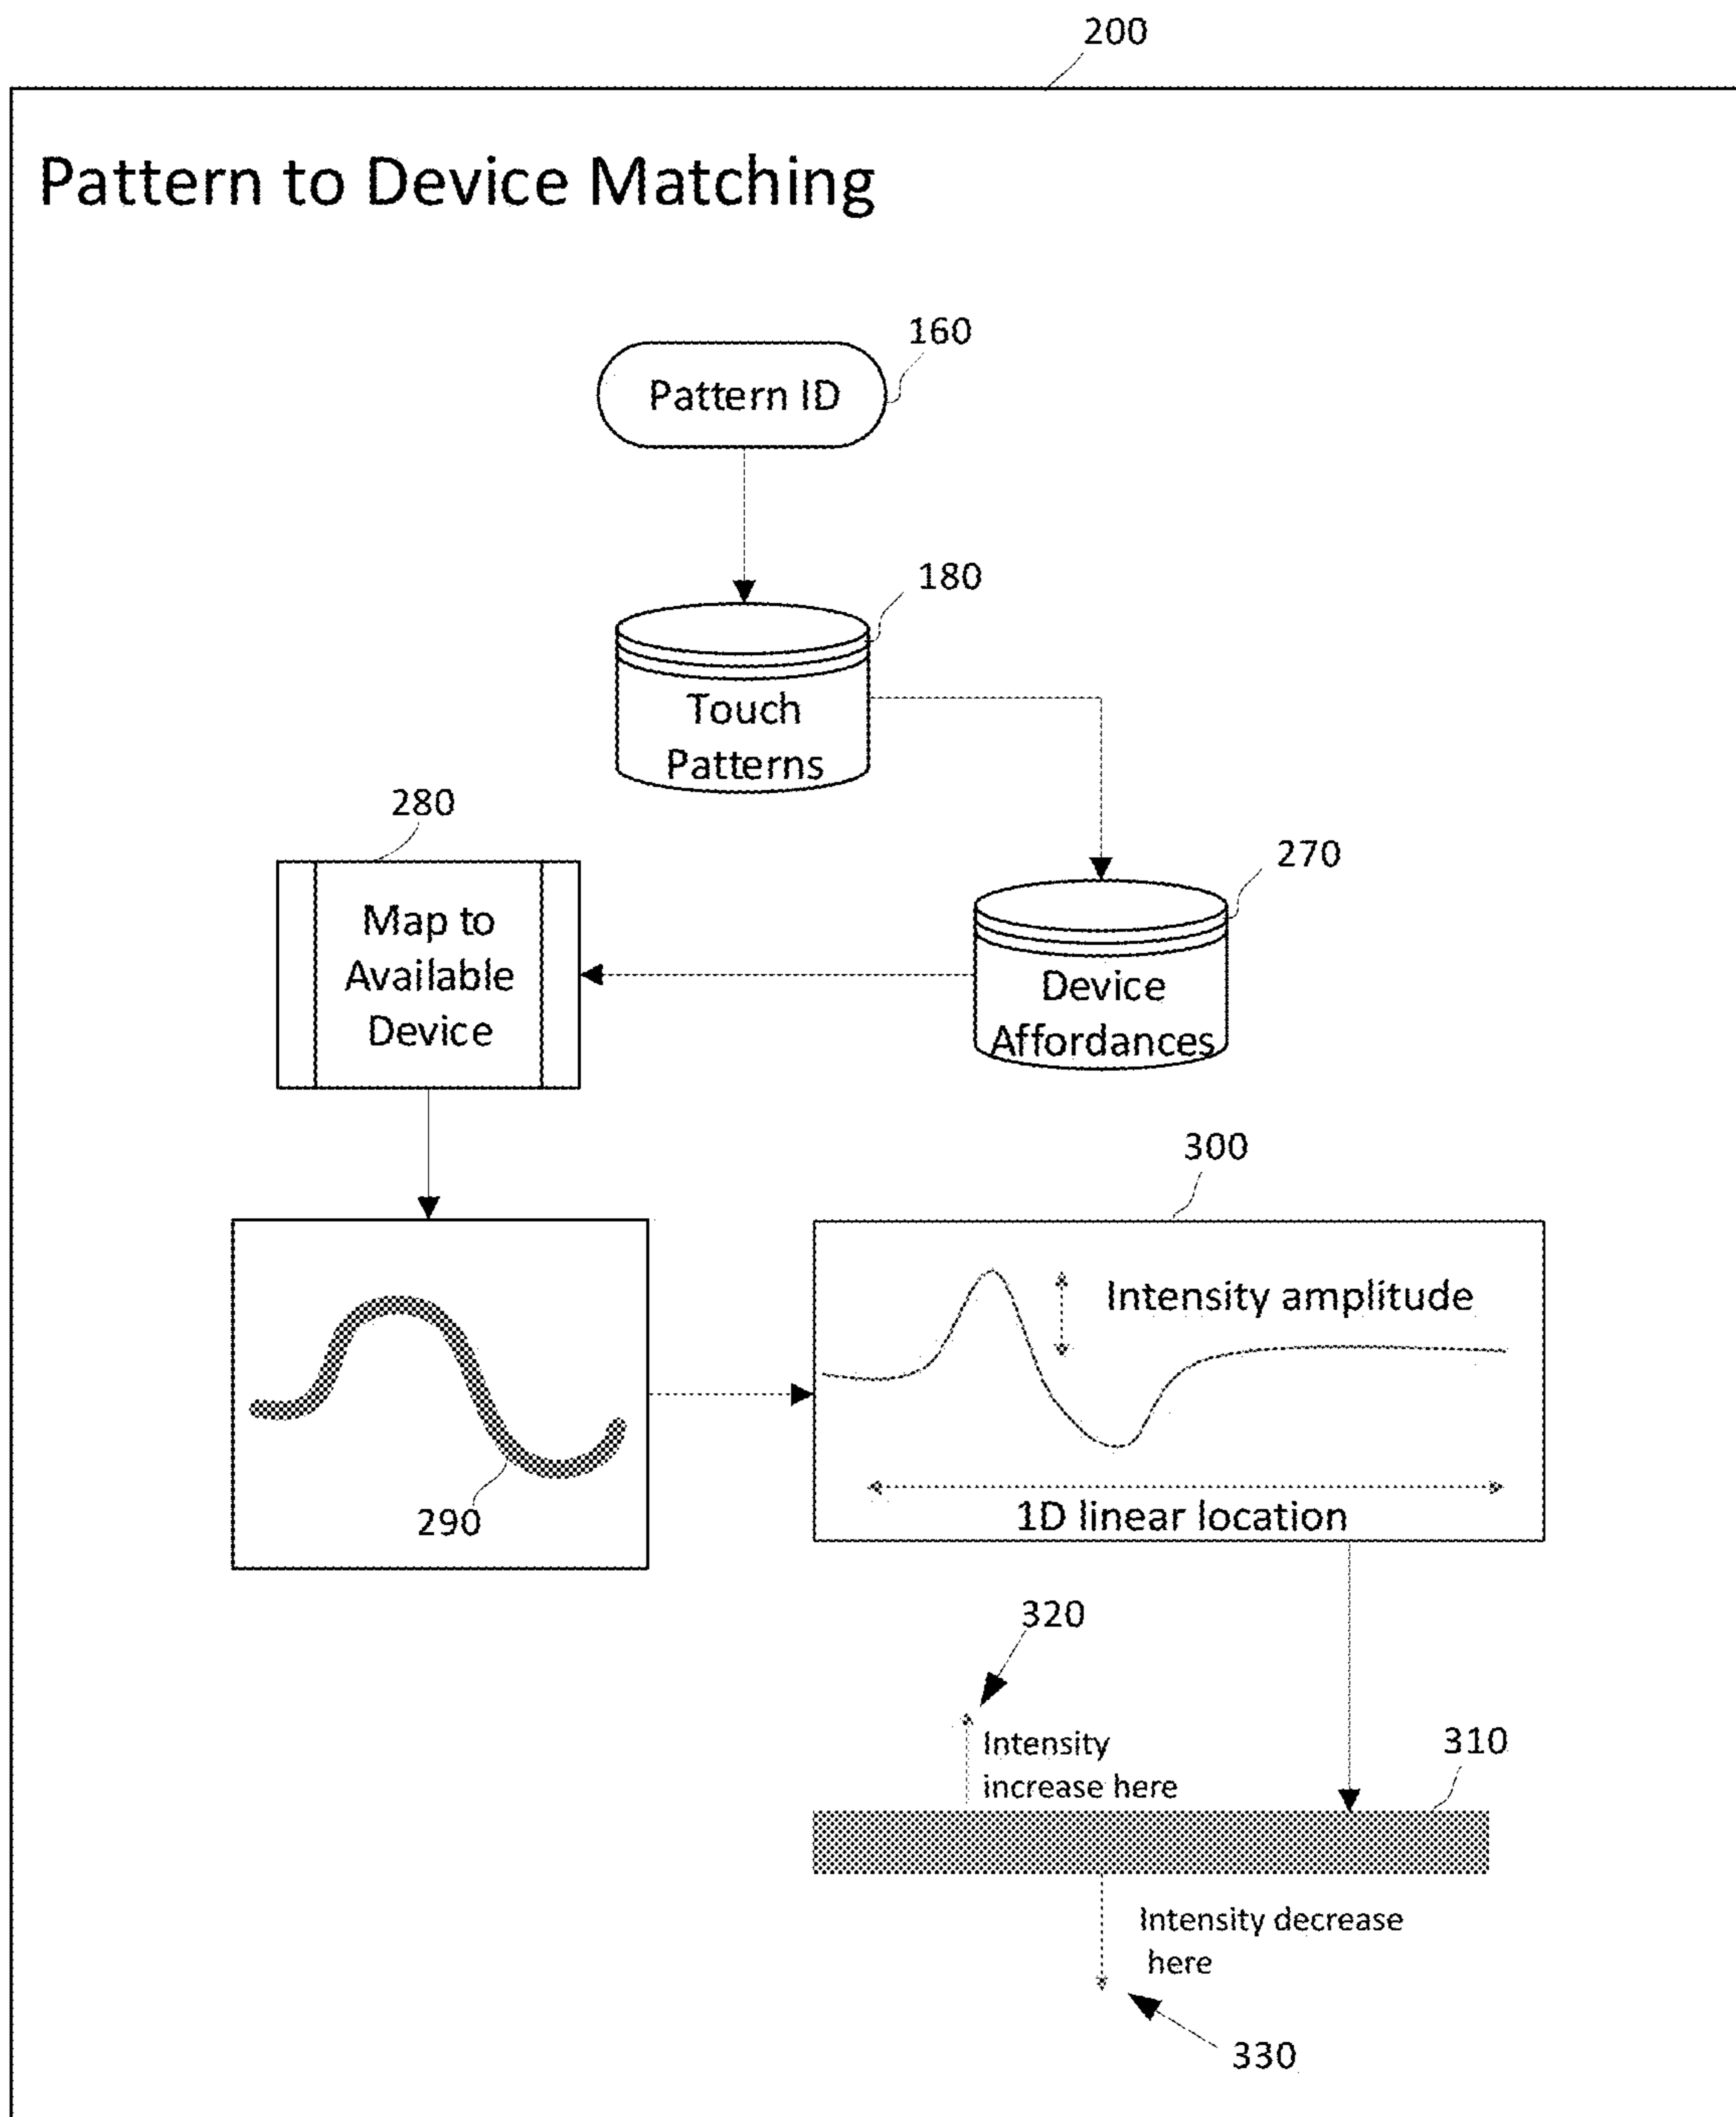 200
Pattern to Device Matching
160
Pattern ID
180
Touch
Patterns
280
270
Map to
Available
Device
Device
Affordances
300
Intensity amplitude
290
1D linear location
320
Intensity
increase here
310
Intensity decrease
here
330